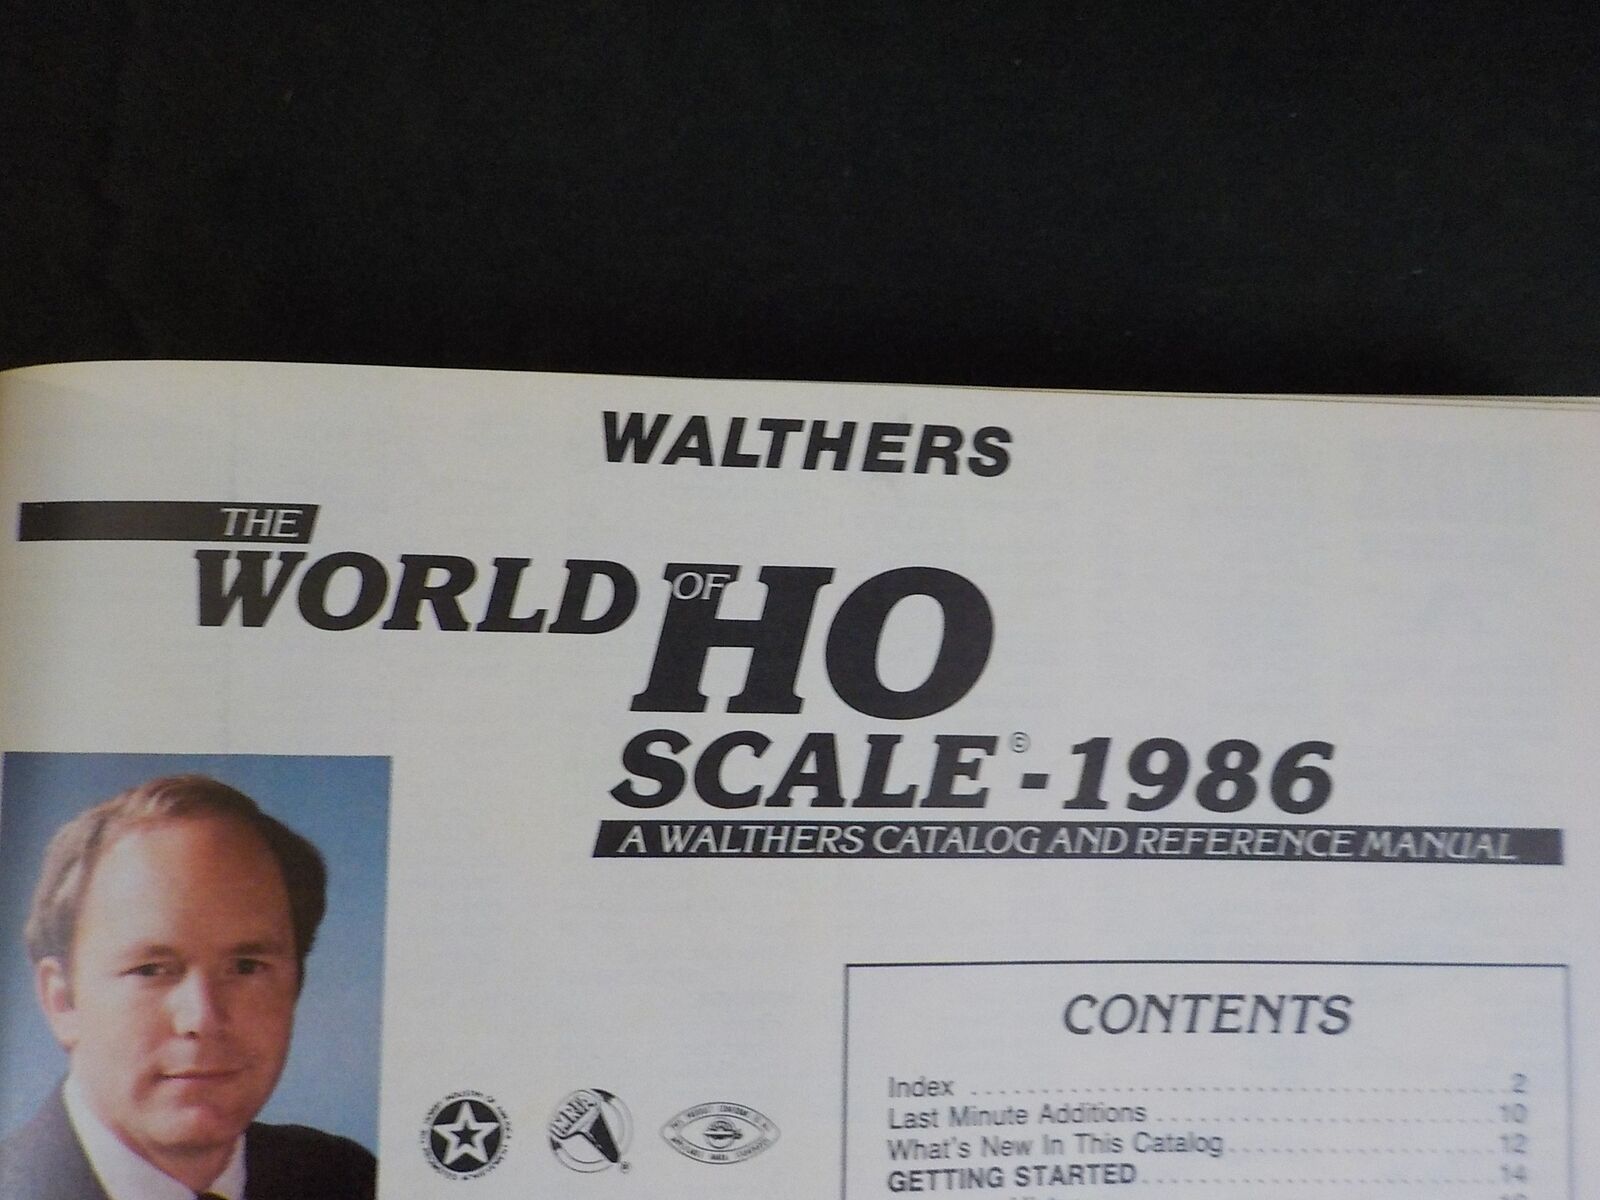 WALTHERS
THE
WORLD OF HO
SCALE © - 1986
A WALTHERS CATALOG AND REFERENCE MANUAL
CONTENTS
Index 2
Last Minute Additions 10
What's New In This Catalog 12
GETTING STARTED 14